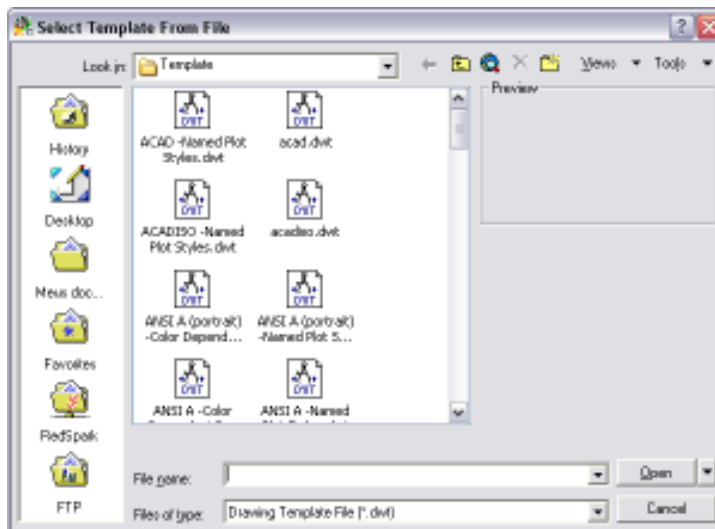 Select Template From File
Look in: Template
Views Tools
Preview
History
Desktop
Meus doc...
Favorites
RedSpark
FTP
ACAD -Named Plot Styles.dwt
acad.dwt
ACADISO -Named Plot Styles.dwt
acadiso.dwt
ANSI A (portrait) -Color Depend...
ANSI A (portrait) -Named Plot S...
ANSI A -Color
ANSI A -Named
File name:
Open
Files of type: Drawing Template File (*.dwt)
Cancel